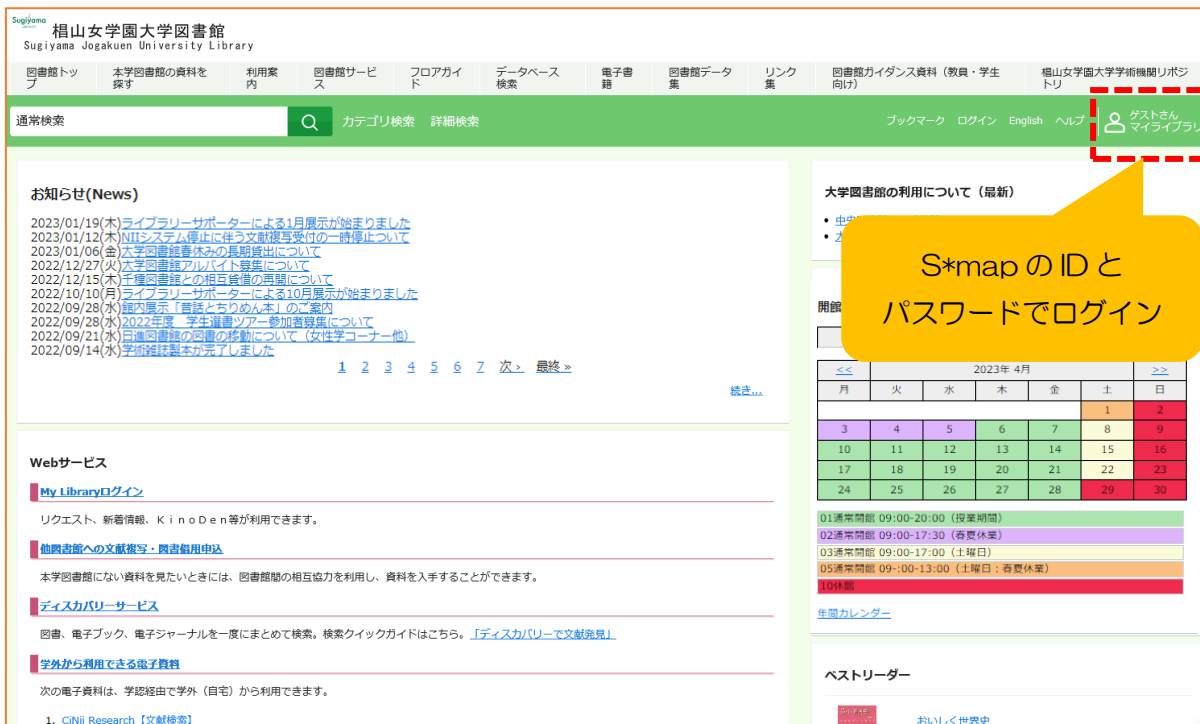 Sugiyama
椙山女学園大学図書館
Sugiyama Jogakuen University Library
図書館トップ 本学図書館の資料を探す 利用案内 図書館サービス フロアガイド データベース検索 電子書籍 図書館データ集 リンク集 図書館ガイダンス資料（教員・学生向け） 椙山女学園大学学術機関リポジトリ
通常検索 カテゴリ検索 詳細検索 ブックマーク ログイン English ヘルプ ゲストさん
マイライブラリ
お知らせ(News)
2023/01/19(木)ライブラリーサポーターによる1月展示が始まりました
2023/01/12(木)NIIシステム停止に伴う文献複写受付の一時停止ついて
2023/01/06(金)大学図書館春休みの長期貸出について
2022/12/27(火)大学図書館アルバイト募集について
2022/12/15(木)千種図書館との相互貸借の再開について
2022/10/10(月)ライブラリーサポーターによる10月展示が始まりました
2022/09/28(水)館内展示「昔話とちりめん本」のご案内
2022/09/28(水)2022年度 学生選書ツアー参加者募集について
2022/09/21(水)日進図書館の図書の移動について（女性学コーナー他）
2022/09/14(水)学術雑誌製本が完了しました
1 2 3 4 5 6 7 次› 最終»
続き...
Webサービス
My Libraryログイン
リクエスト、新着情報、ＫｉｎｏＤｅｎ等が利用できます。
他図書館への文献複写・図書借用申込
本学図書館にない資料を見たいときには、図書館間の相互協力を利用し、資料を入手することができます。
ディスカバリーサービス
図書、電子ブック、電子ジャーナルを一度にまとめて検索。検索クイックガイドはこちら。「ディスカバリーで文献発見」
学外から利用できる電子資料
次の電子資料は、学認経由で学外（自宅）から利用できます。
1. CiNii Research【文献検索】
大学図書館の利用について（最新）
S*map の ID と
パスワードでログイン
開館
<< 2023年 4月 >>
月 火 水 木 金 土 日
1 2
3 4 5 6 7 8 9
10 11 12 13 14 15 16
17 18 19 20 21 22 23
24 25 26 27 28 29 30
01通常開館 09:00-20:00（授業期間）
02通常開館 09:00-17:30（春夏休業）
03通常開館 09:00-17:00（土曜日）
05通常開館 09-:00-13:00（土曜日：春夏休業）
10休館
年間カレンダー
ベストリーダー
おいしく世界史